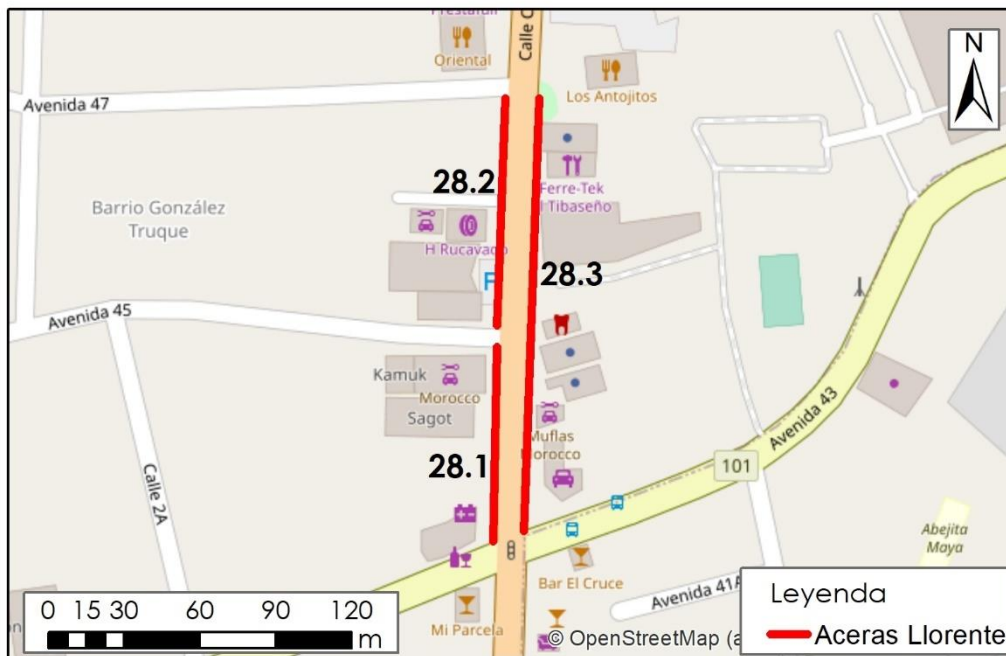 Prestafull
Oriental
Calle C
Los Antojitos
N
Avenida 47
28.2
Ferre-Tek
l Tibaseño
Barrio González
Truque
H Rucavado
P
28.3
Avenida 45
Kamuk
Morocco
Sagot
28.1
Muflas
Morocco
Avenida 43
101
Calle 2A
Abejita
Maya
Bar El Cruce
Avenida 41A
Mi Parcela
0 15 30 60 90 120
m
© OpenStreetMap (a
Leyenda
Aceras Llorente